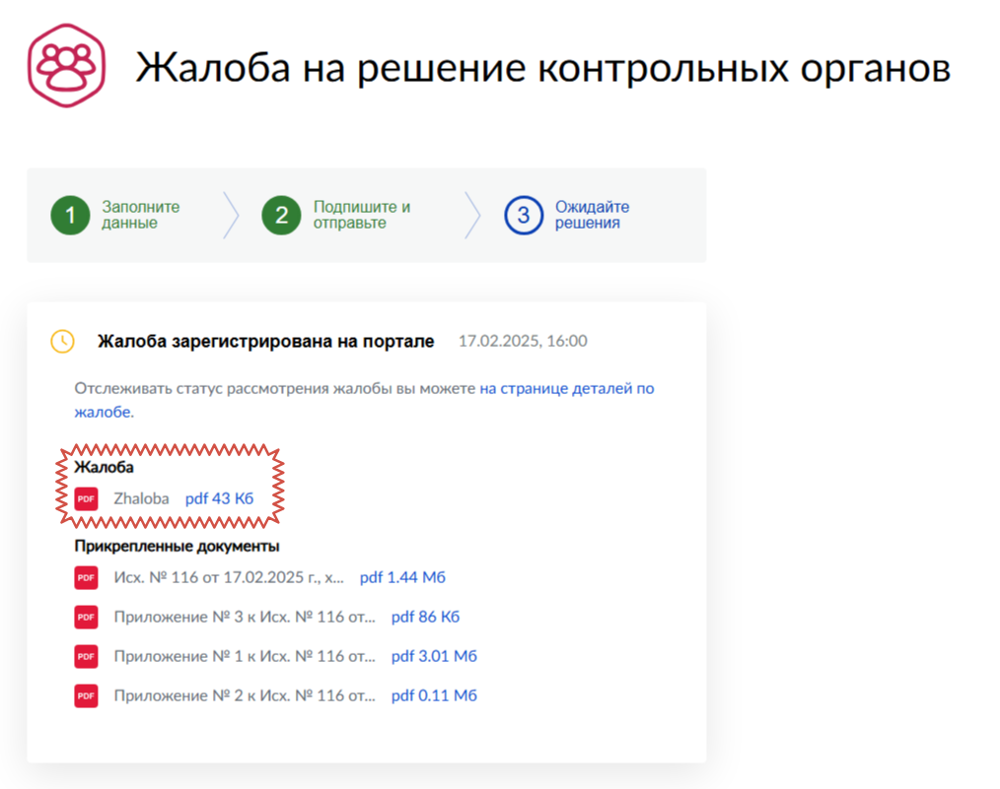 Жалоба на решение контрольных органов
1 Заполните данные
2 Подпишите и отправьте
3 Ожидайте решения
Жалоба зарегистрирована на портале 17.02.2025, 16:00
Отслеживать статус рассмотрения жалобы вы можете на странице деталей по
жалобе.
Жалоба
PDF Zhaloba pdf 43 Кб
Прикрепленные документы
PDF Исх. № 116 от 17.02.2025 г., х... pdf 1.44 Мб
PDF Приложение № 3 к Исх. № 116 от... pdf 86 Кб
PDF Приложение № 1 к Исх. № 116 от... pdf 3.01 Мб
PDF Приложение № 2 к Исх. № 116 от... pdf 0.11 Мб